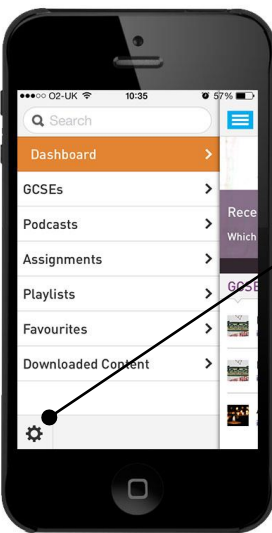 ●●●○○ O2-UK 10:35 57%
Search
Dashboard
GCSEs
Podcasts
Assignments
Playlists
Favourites
Downloaded Content
Rece
Which
GCSE